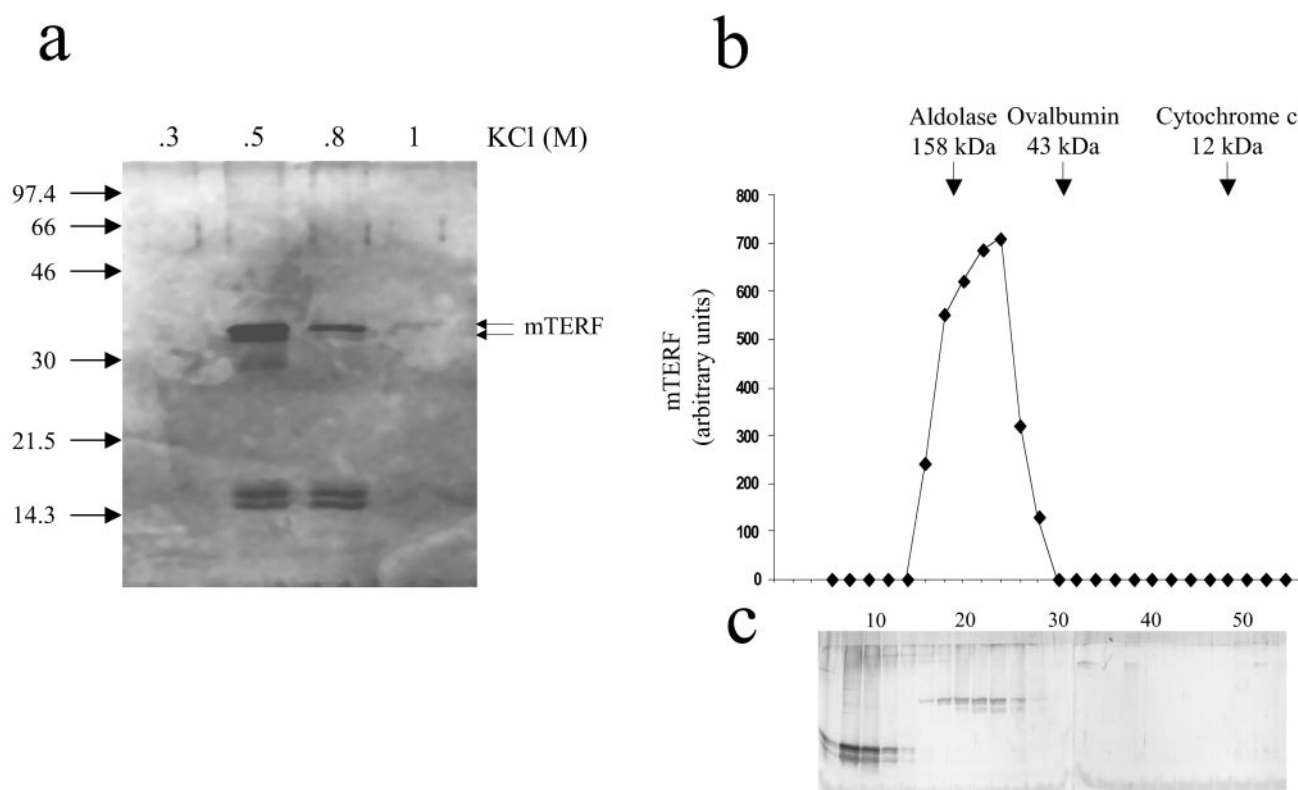 a
.3 .5 .8 1 KCl (M)
97.4
66
46
mTERF
30
21.5
14.3
b
Aldolase Ovalbumin Cytochrome c
158 kDa 43 kDa 12 kDa
800
700
600
500
400
300
200
100
0
mTERF
(arbitrary units)
c
10 20 30 40 50